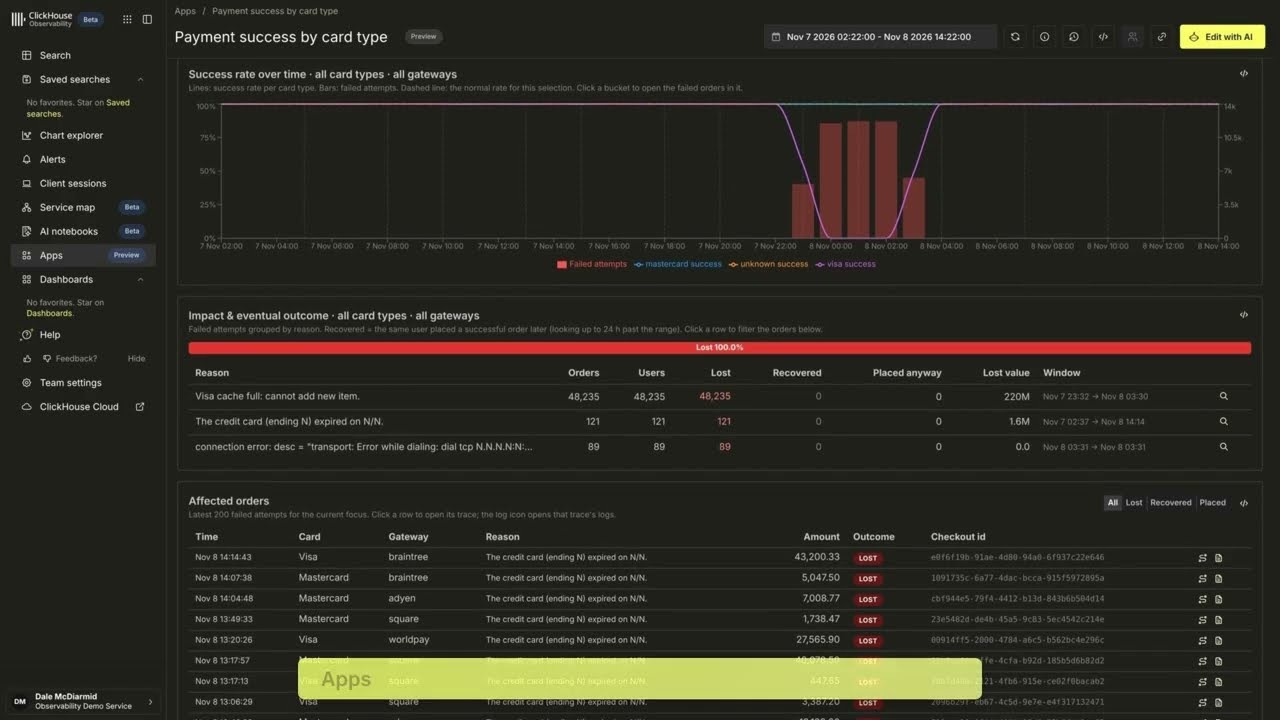 ClickHouse
Observability
Beta
Apps / Payment success by card type
Payment success by card type
Preview
Nov 7 2026 02:22:00 - Nov 8 2026 14:22:00
Edit with AI
Search
Saved searches
No favorites. Star on Saved
searches.
Chart explorer
Alerts
Client sessions
Service map Beta
AI notebooks Beta
Apps Preview
Dashboards
No favorites. Star on
Dashboards.
Help
Feedback? Hide
Team settings
ClickHouse Cloud
DM
Dale McDiarmid
Observability Demo Service
Success rate over time · all card types · all gateways
Lines: success rate per card type. Bars: failed attempts. Dashed line: the normal rate for this selection. Click a bucket to open the failed orders in it.
100% 14k
75% 10.5k
50% 7k
25% 3.5k
0% 0
7 Nov 02:00 7 Nov 04:00 7 Nov 06:00 7 Nov 08:00 7 Nov 10:00 7 Nov 12:00 7 Nov 14:00 7 Nov 16:00 7 Nov 18:00 7 Nov 20:00 7 Nov 22:00 8 Nov 00:00 8 Nov 02:00 8 Nov 04:00 8 Nov 06:00 8 Nov 08:00 8 Nov 10:00 8 Nov 12:00 8 Nov 14:00
Failed attempts mastercard success unknown success visa success
Impact & eventual outcome · all card types · all gateways
Failed attempts grouped by reason. Recovered = the same user placed a successful order later (looking up to 24 h past the range). Click a row to filter the orders below.
Lost 100.0%
Reason Orders Users Lost Recovered Placed anyway Lost value Window
Visa cache full: cannot add new item. 48,235 48,235 48,235 0 0 220M Nov 7 23:32 → Nov 8 03:30
The credit card (ending N) expired on N/N. 121 121 121 0 0 1.6M Nov 7 02:37 → Nov 8 14:14
connection error: desc = "transport: Error while dialing: dial tcp N.N.N.N:N:... 89 89 89 0 0 0.0 Nov 8 03:31 → Nov 8 03:31
Affected orders
All Lost Recovered Placed
Latest 200 failed attempts for the current focus. Click a row to open its trace; the log icon opens that trace's logs.
Time Card Gateway Reason Amount Outcome Checkout id
Nov 8 14:14:43 Visa braintree The credit card (ending N) expired on N/N. 43,200.33 LOST e0f6f19b-91ae-4d80-94a0-6f937c22e646
Nov 8 14:07:38 Mastercard braintree The credit card (ending N) expired on N/N. 5,047.50 LOST 1091735c-6a77-4dac-bcca-915f5972895a
Nov 8 14:04:48 Mastercard adyen The credit card (ending N) expired on N/N. 7,008.77 LOST cbf944e5-79f4-4412-b13d-843b6b504d14
Nov 8 13:49:33 Mastercard square The credit card (ending N) expired on N/N. 1,738.47 LOST 23e5482d-de4b-45a5-9c83-5ec4542c214e
Nov 8 13:20:26 Visa worldpay The credit card (ending N) expired on N/N. 27,565.90 LOST 00914ff5-2000-4784-a6c5-b562bc4e296c
Nov 8 13:17:57
Nov 8 13:17:13 square The credit card (ending N) expired on N/N. 447.65 LOST
Nov 8 13:06:29 Visa square The credit card (ending N) expired on N/N. 3,387.20 LOST
Apps